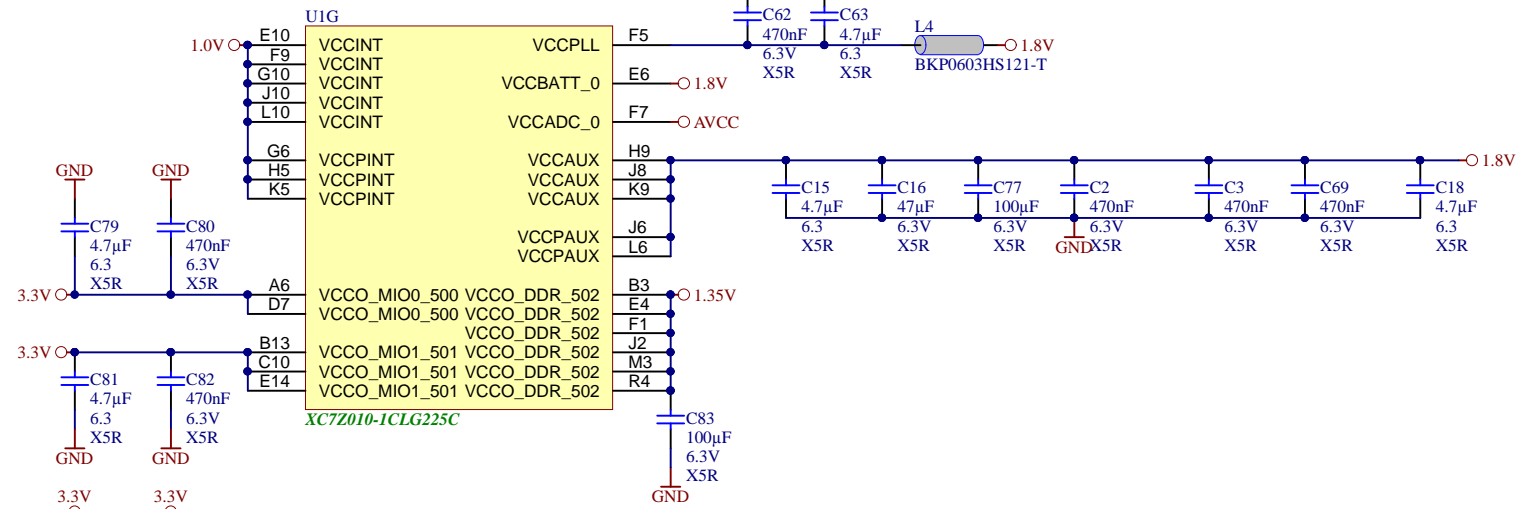 U1G
1.0V
E10 VCCINT
F9 VCCINT
G10 VCCINT
J10 VCCINT
L10 VCCINT
G6 VCCPINT
H5 VCCPINT
K5 VCCPINT
A6 VCCO_MIO0_500
D7 VCCO_MIO0_500
B13 VCCO_MIO1_501
C10 VCCO_MIO1_501
E14 VCCO_MIO1_501
VCCPLL F5
VCCBATT_0 E6
1.8V
VCCADC_0 F7
AVCC
VCCAUX H9
VCCAUX J8
VCCAUX K9
VCCPAUX J6
VCCPAUX L6
VCCO_DDR_502 B3
1.35V
VCCO_DDR_502 E4
VCCO_DDR_502 F1
VCCO_DDR_502 J2
VCCO_DDR_502 M3
VCCO_DDR_502 R4
XC7Z010-1CLG225C
C62
470nF
6.3V
X5R
C63
4.7µF
6.3
X5R
L4
BKP0603HS121-T
1.8V
C15
4.7µF
6.3
X5R
C16
47µF
6.3V
X5R
C77
100µF
6.3V
X5R
C2
470nF
6.3V
X5R
GND
C3
470nF
6.3V
X5R
C69
470nF
6.3V
X5R
C18
4.7µF
6.3
X5R
1.8V
GND
C79
4.7µF
6.3
X5R
GND
C80
470nF
6.3V
X5R
3.3V
3.3V
C81
4.7µF
6.3
X5R
GND
C82
470nF
6.3V
X5R
GND
3.3V
3.3V
C83
100µF
6.3V
X5R
GND